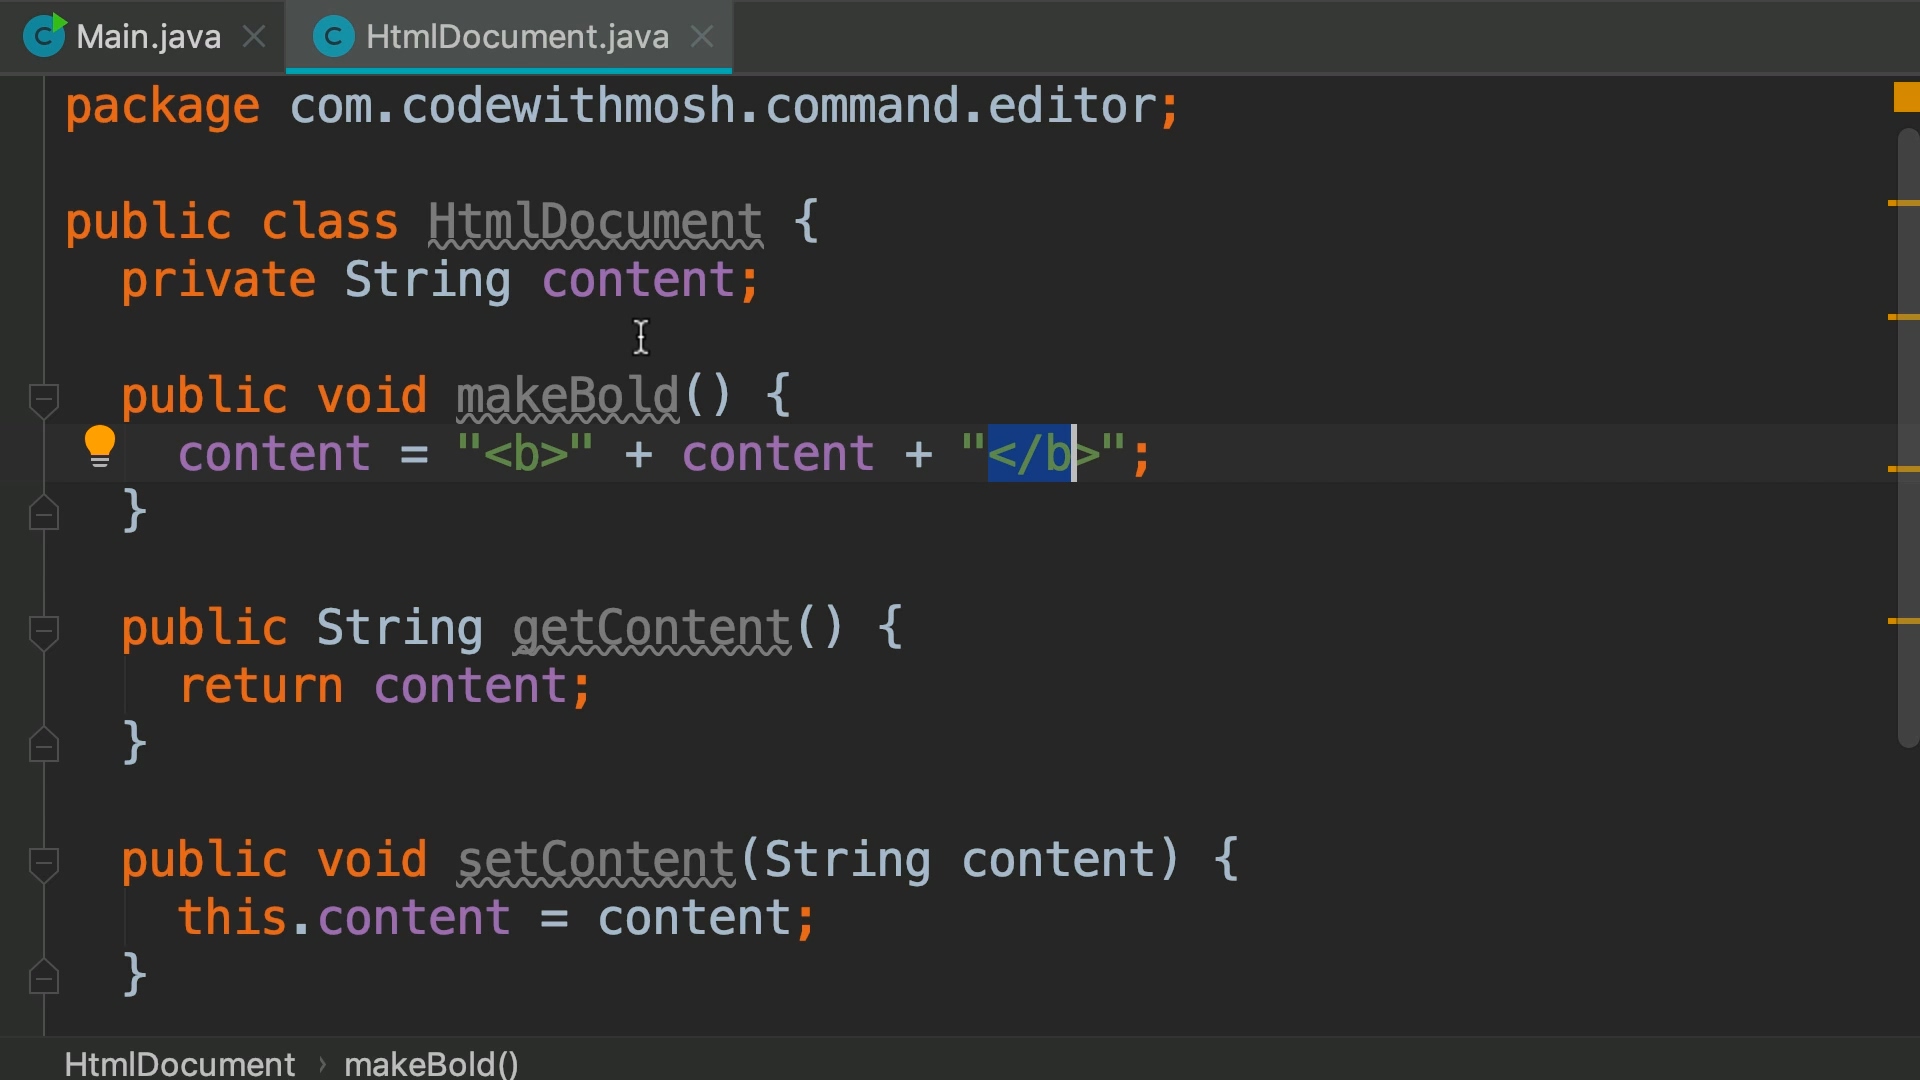 Main.java HtmlDocument.java
package com.codewithmosh.command.editor;
public class HtmlDocument {
private String content;
public void makeBold() {
content = "<b>" + content + "</b>";
}
public String getContent() {
return content;
}
public void setContent(String content) {
this.content = content;
}
HtmlDocument › makeBold()